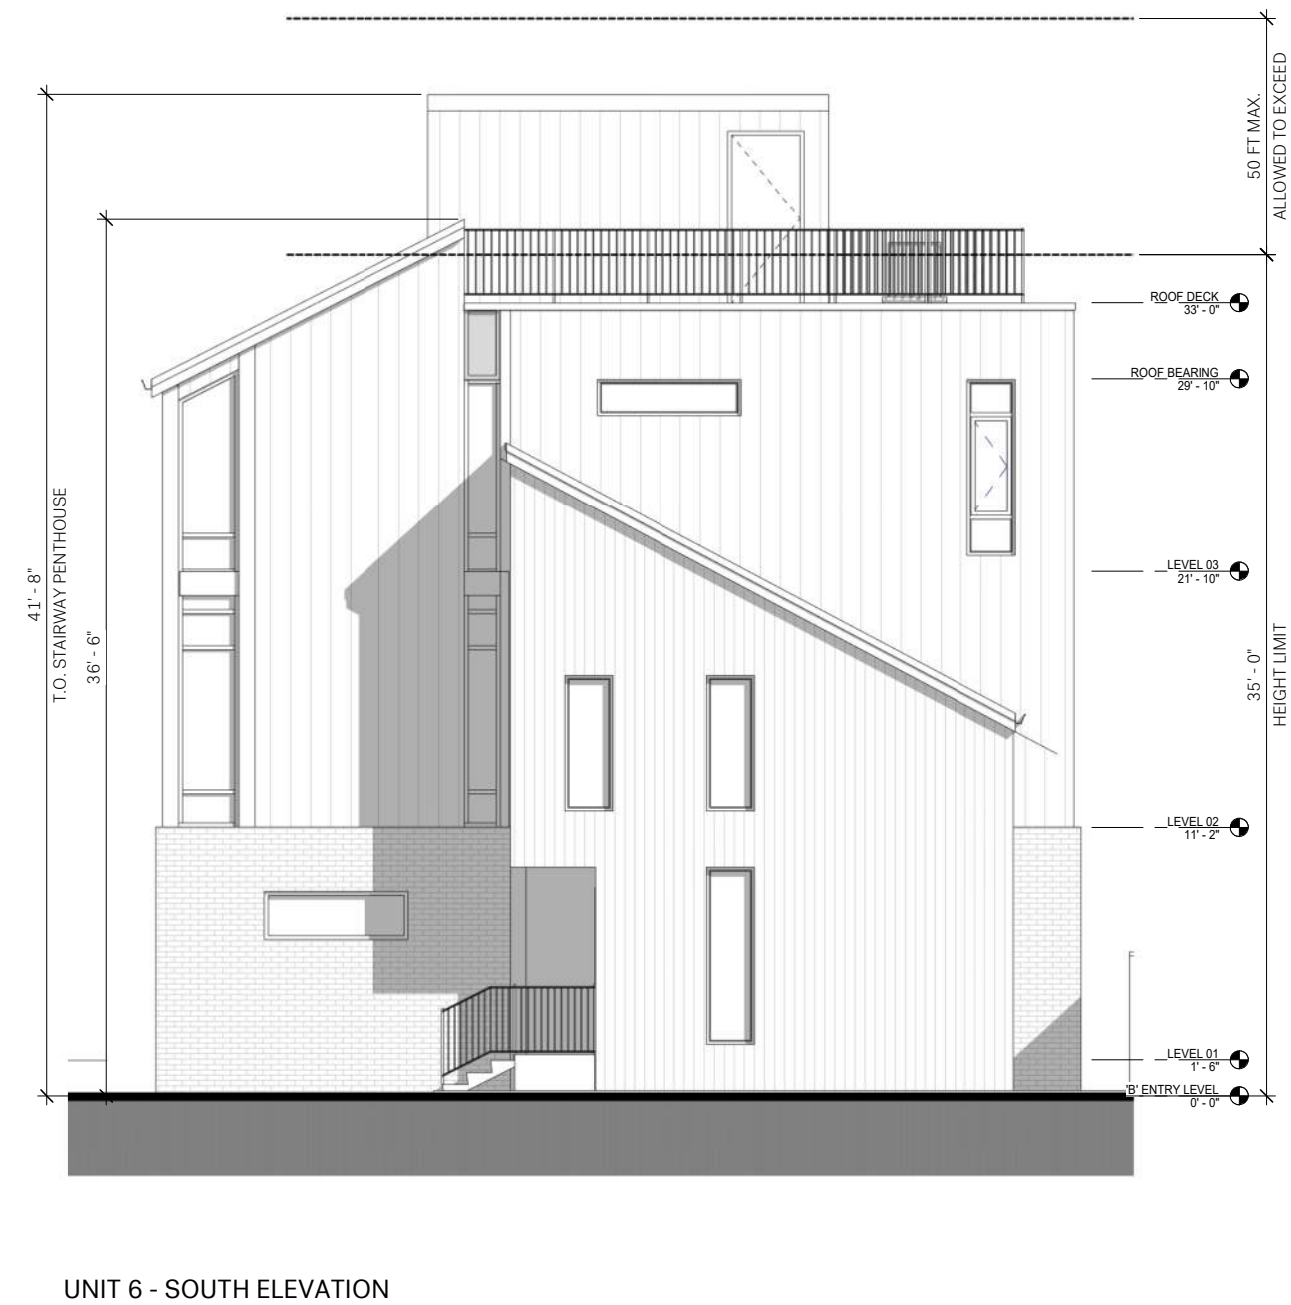 50 FT MAX.
ALLOWED TO EXCEED
ROOF DECK
33' - 0"
ROOF BEARING
29' - 10"
41' - 8"
T.O. STAIRWAY PENTHOUSE
36' - 6"
LEVEL 03
21' - 10"
35' - 0"
HEIGHT LIMIT
LEVEL 02
11' - 2"
LEVEL 01
1' - 6"
'B' ENTRY LEVEL
0' - 0"
UNIT 6 - SOUTH ELEVATION